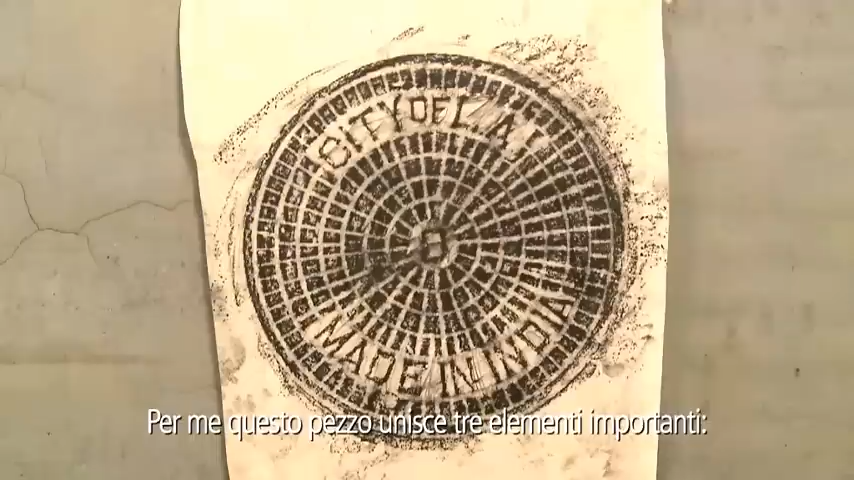 CITY OF L.A.
MADE IN INDIA
Per me questo pezzo unisce tre elementi importanti: